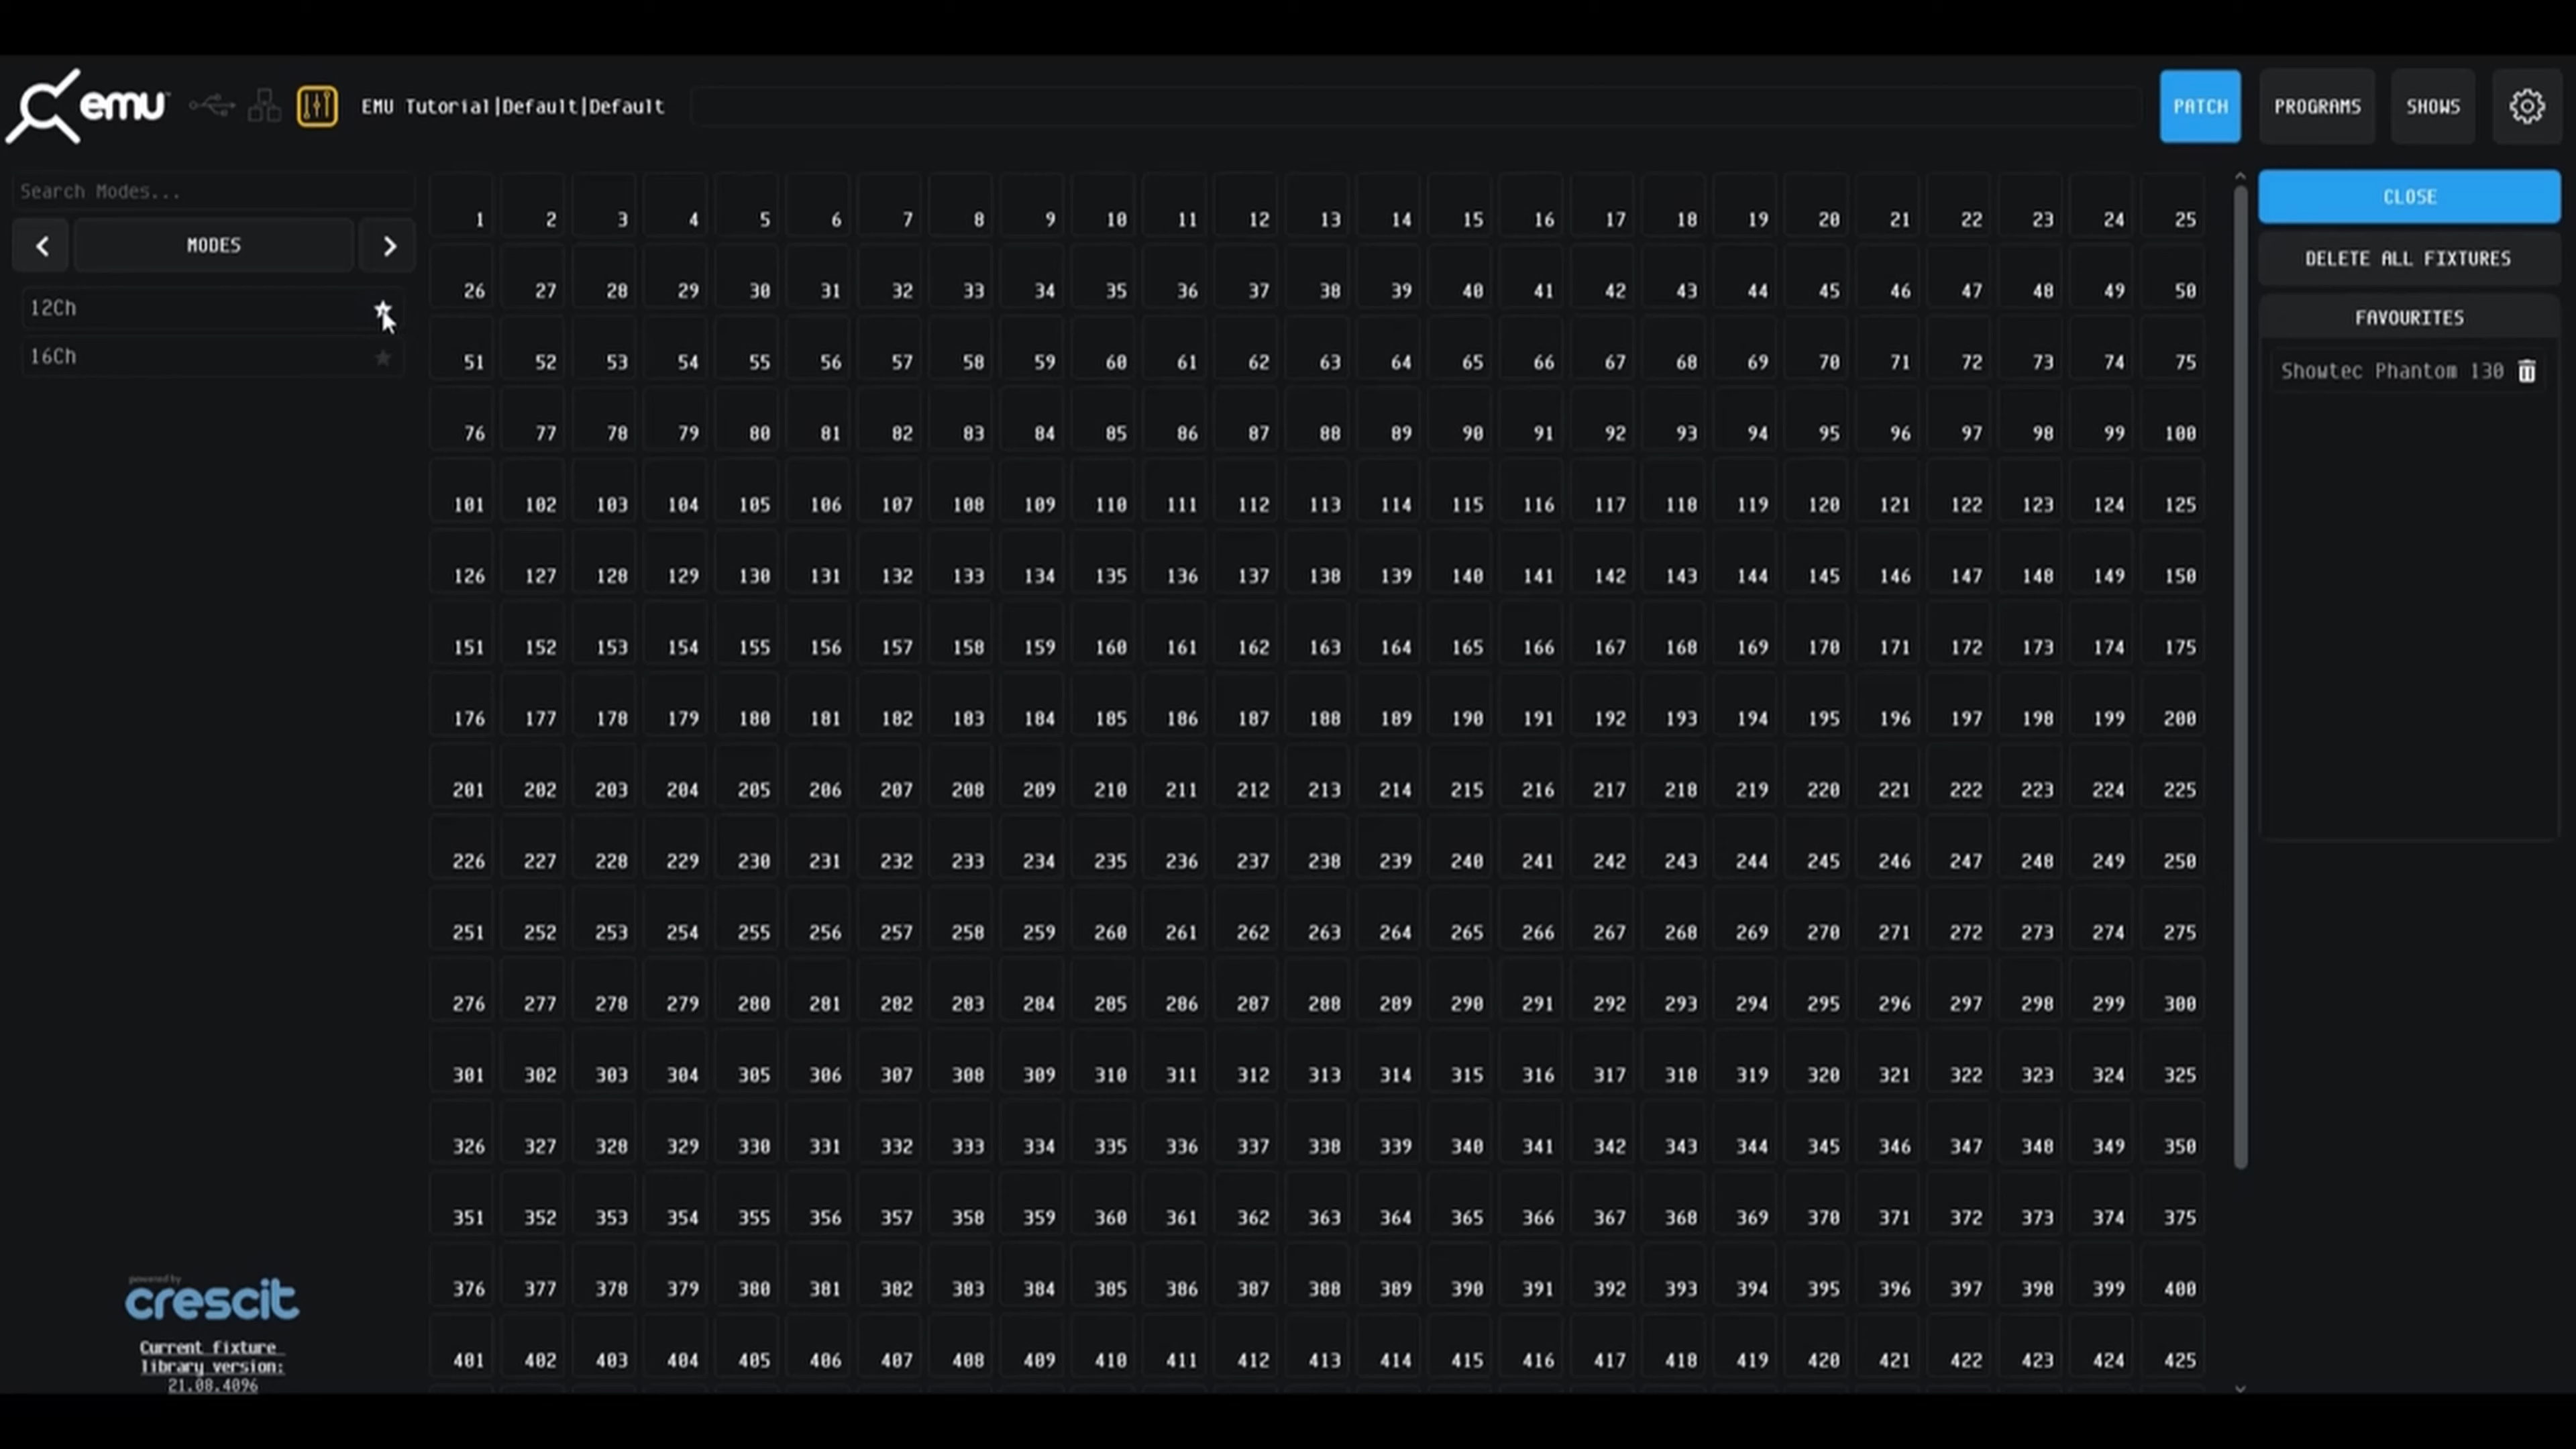 emu EMU Tutorial|Default|Default PATCH PROGRAMS SHOWS
Search Modes...
MODES
12Ch
16Ch
1 2 3 4 5 6 7 8 9 10 11 12 13 14 15 16 17 18 19 20 21 22 23 24 25
26 27 28 29 30 31 32 33 34 35 36 37 38 39 40 41 42 43 44 45 46 47 48 49 50
51 52 53 54 55 56 57 58 59 60 61 62 63 64 65 66 67 68 69 70 71 72 73 74 75
76 77 78 79 80 81 82 83 84 85 86 87 88 89 90 91 92 93 94 95 96 97 98 99 100
101 102 103 104 105 106 107 108 109 110 111 112 113 114 115 116 117 118 119 120 121 122 123 124 125
126 127 128 129 130 131 132 133 134 135 136 137 138 139 140 141 142 143 144 145 146 147 148 149 150
151 152 153 154 155 156 157 158 159 160 161 162 163 164 165 166 167 168 169 170 171 172 173 174 175
176 177 178 179 180 181 182 183 184 185 186 187 188 189 190 191 192 193 194 195 196 197 198 199 200
201 202 203 204 205 206 207 208 209 210 211 212 213 214 215 216 217 218 219 220 221 222 223 224 225
226 227 228 229 230 231 232 233 234 235 236 237 238 239 240 241 242 243 244 245 246 247 248 249 250
251 252 253 254 255 256 257 258 259 260 261 262 263 264 265 266 267 268 269 270 271 272 273 274 275
276 277 278 279 280 281 282 283 284 285 286 287 288 289 290 291 292 293 294 295 296 297 298 299 300
301 302 303 304 305 306 307 308 309 310 311 312 313 314 315 316 317 318 319 320 321 322 323 324 325
326 327 328 329 330 331 332 333 334 335 336 337 338 339 340 341 342 343 344 345 346 347 348 349 350
351 352 353 354 355 356 357 358 359 360 361 362 363 364 365 366 367 368 369 370 371 372 373 374 375
376 377 378 379 380 381 382 383 384 385 386 387 388 389 390 391 392 393 394 395 396 397 398 399 400
401 402 403 404 405 406 407 408 409 410 411 412 413 414 415 416 417 418 419 420 421 422 423 424 425
CLOSE
DELETE ALL FIXTURES
FAVOURITES
Showtec Phantom 130
powered by
crescit
Current fixture
library version:
21.08.4096